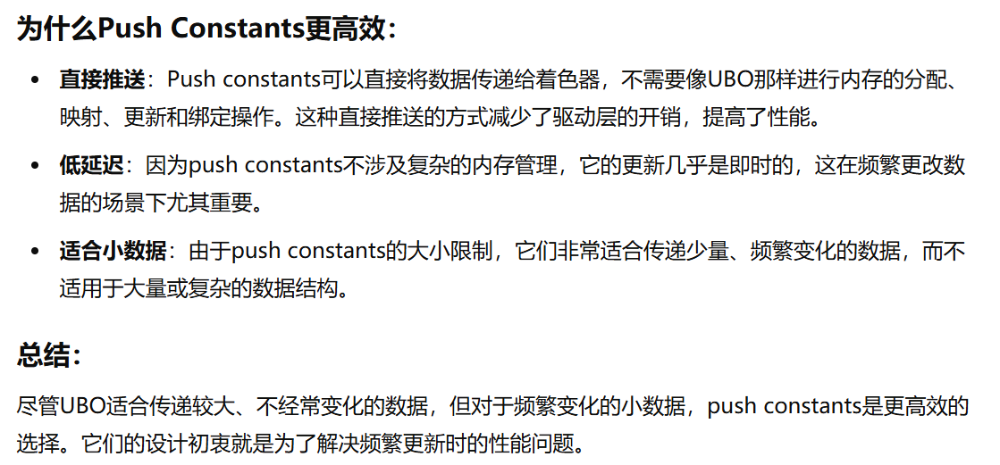 为什么Push Constants更高效：
• 直接推送：Push constants可以直接将数据传递给着色器，不需要像UBO那样进行内存的分配、
映射、更新和绑定操作。这种直接推送的方式减少了驱动层的开销，提高了性能。
• 低延迟：因为push constants不涉及复杂的内存管理，它的更新几乎是即时的，这在频繁更改数
据的场景下尤其重要。
• 适合小数据：由于push constants的大小限制，它们非常适合传递少量、频繁变化的数据，而不
适用于大量或复杂的数据结构。
总结：
尽管UBO适合传递较大、不经常变化的数据，但对于频繁变化的小数据，push constants是更高效的
选择。它们的设计初衷就是为了解决频繁更新时的性能问题。